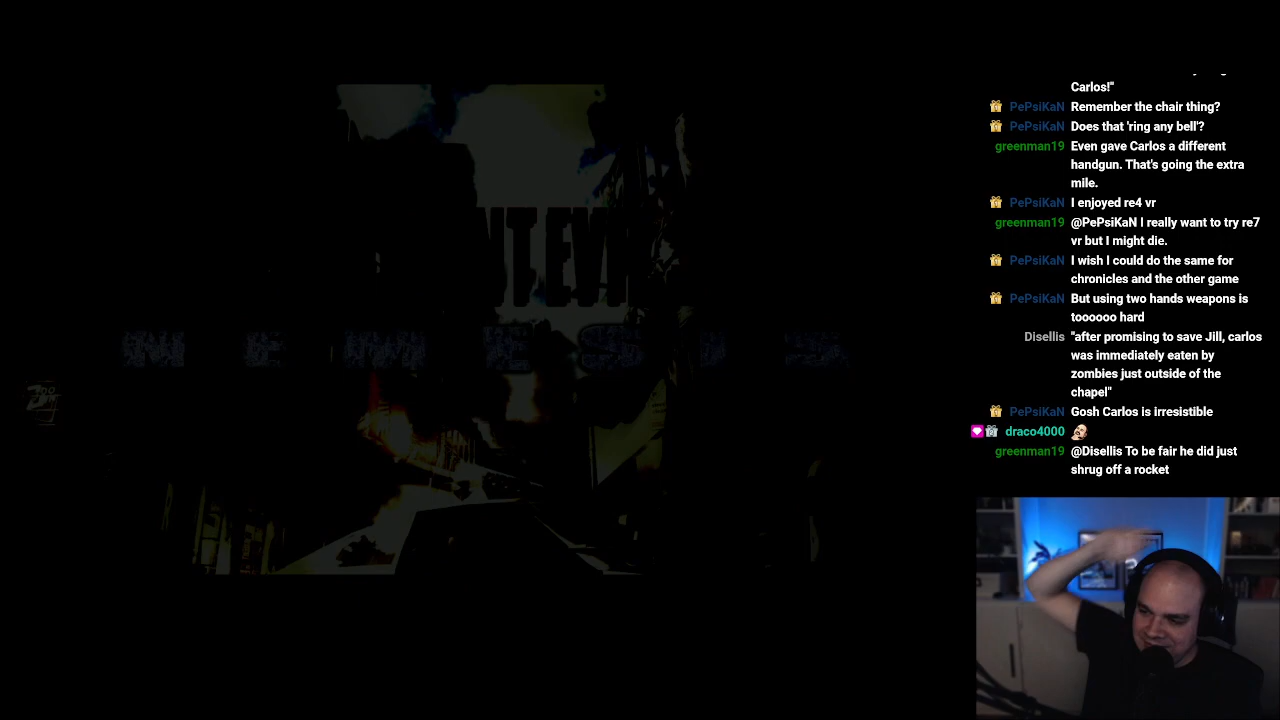 NT EVI
NEMESIS
Carlos!"
PePsiKaN Remember the chair thing?
PePsiKaN Does that 'ring any bell'?
greenman19 Even gave Carlos a different
handgun. That's going the extra
mile.
PePsiKaN I enjoyed re4 vr
greenman19 @PePsiKaN I really want to try re7
vr but I might die.
PePsiKaN I wish I could do the same for
chronicles and the other game
PePsiKaN But using two hands weapons is
toooooo hard
Disellis "after promising to save Jill, carlos
was immediately eaten by
zombies just outside of the
chapel"
PePsiKaN Gosh Carlos is irresistible
draco4000
greenman19 @Disellis To be fair he did just
shrug off a rocket